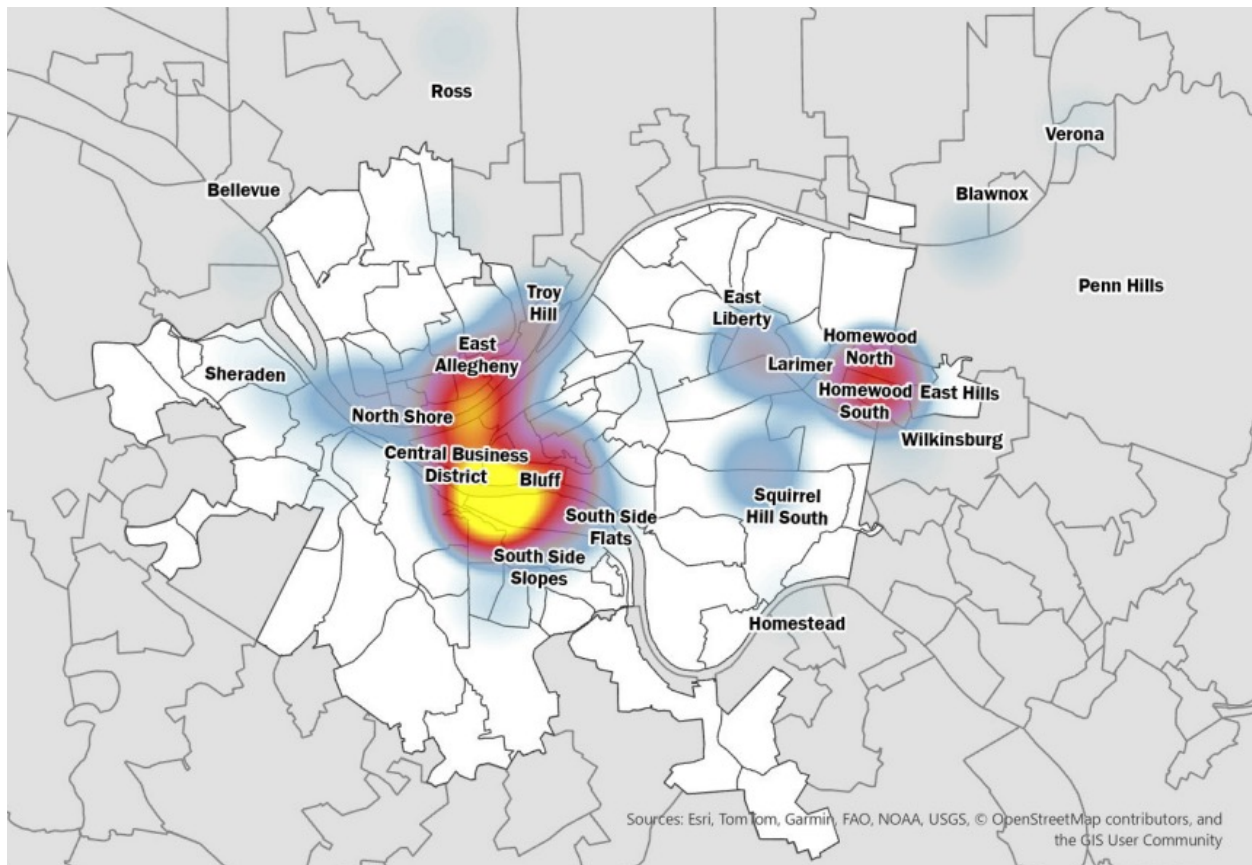 Ross
Verona
Bellevue
Blawnox
Penn Hills
Troy
Hill
East
Liberty
East
Allegheny
Homewood
North
Larimer
Sheraden
Homewood
South
East Hills
North Shore
Wilkinsburg
Central Business
District
Bluff
Squirrel
Hill South
South Side
Flats
South Side
Slopes
Homestead
Sources: Esri, TomTom, Garmin, FAO, NOAA, USGS, © OpenStreetMap contributors, and
the GIS User Community